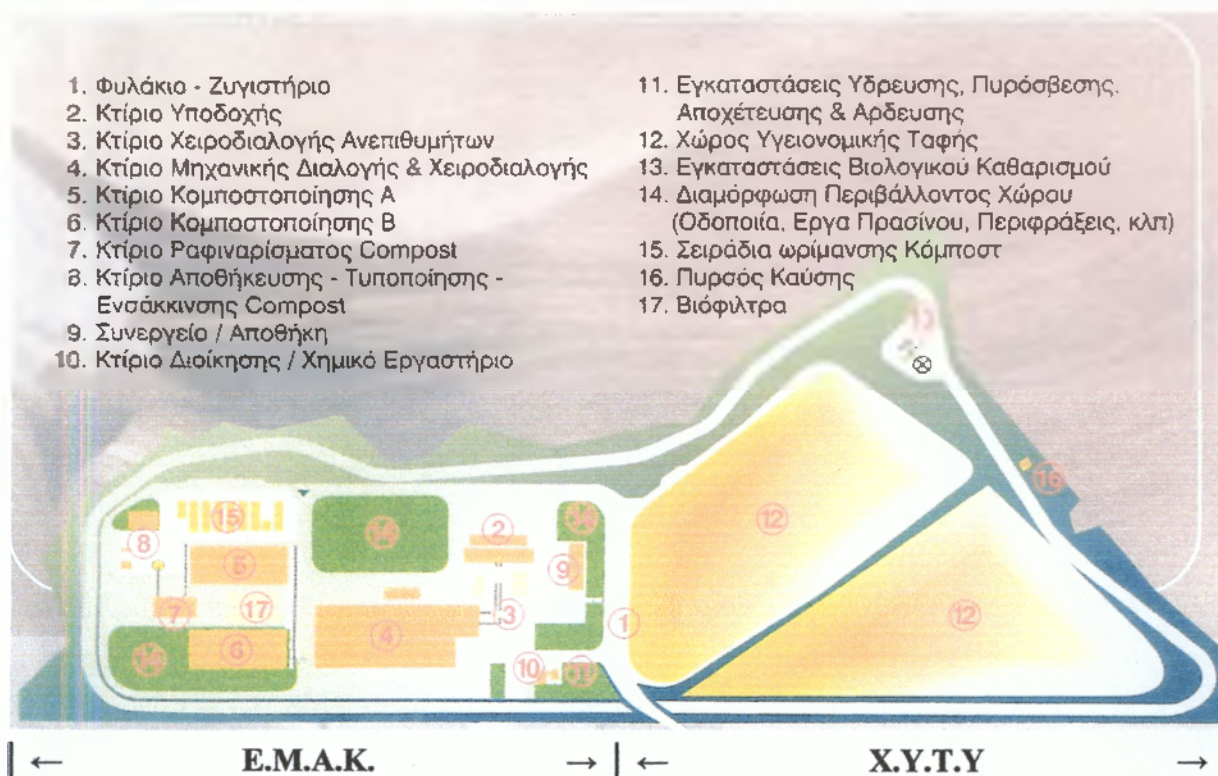 1. Φυλάκιο - Ζυγιστήριο
2. Κτίριο Υποδοχής
3. Κτίριο Χειροδιαλογής Ανεπιθυμήτων
4. Κτίριο Μηχανικής Διαλογής & Χειροδιαλογής
5. Κτίριο Κομποστοποίησης Α
6. Κτίριο Κομποστοποίησης Β
7. Κτίριο Ραφιναρίσματος Compost
8. Κτίριο Αποθήκευσης - Τυποποίησης -
Ενσάκκινσης Compost
9. Συνεργείο / Αποθήκη
10. Κτίριο Διοίκησης / Χημικό Εργαστήριο
11. Εγκαταστάσεις Υδρευσης, Πυρόσβεσης,
Αποχέτευσης & Αρδευσης
12. Χώρος Υγειονομικής Ταφής
13. Εγκαταστάσεις Βιολογικού Καθαρισμού
14. Διαμόρφωση Περιβάλλοντος Χώρου
(Οδοποιία, Εργα Πρασίνου, Περιφράξεις, κλπ)
15. Σειράδια ωρίμανσης Κόμποστ
16. Πυρσός Καύσης
17. Βιόφιλτρα
13
16
15
14
14
2
12
8
5
9
7
17
3
1
12
4
14
6
10
11
← Ε.Μ.Α.Κ. → ← Χ.Υ.Τ.Υ →